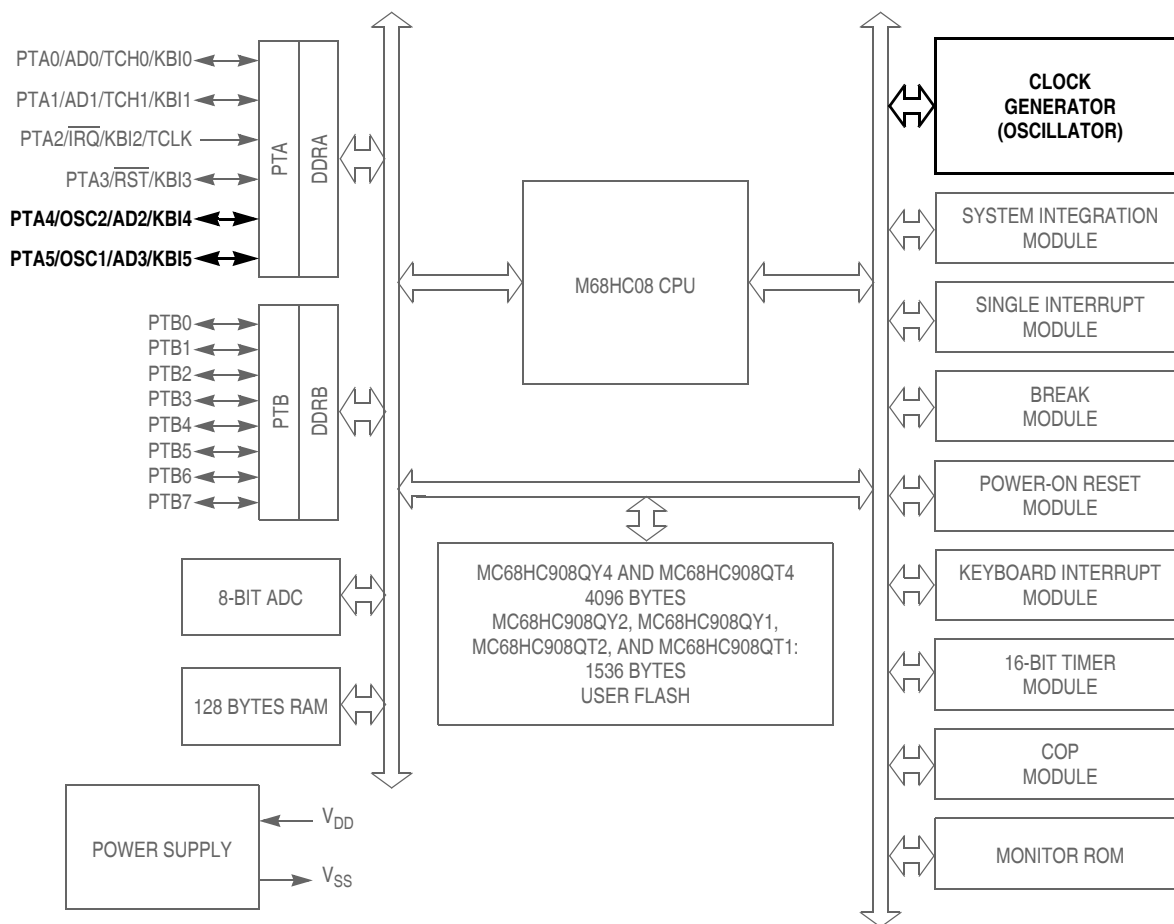 PTA0/AD0/TCH0/KBI0
PTA1/AD1/TCH1/KBI1
PTA2/I̅R̅Q̅/KBI2/TCLK
PTA3/R̅S̅T̅/KBI3
PTA4/OSC2/AD2/KBI4
PTA5/OSC1/AD3/KBI5
PTA
DDRA
PTB0
PTB1
PTB2
PTB3
PTB4
PTB5
PTB6
PTB7
PTB
DDRB
8-BIT ADC
128 BYTES RAM
POWER SUPPLY
VDD
VSS
M68HC08 CPU
MC68HC908QY4 AND MC68HC908QT4
4096 BYTES
MC68HC908QY2, MC68HC908QY1,
MC68HC908QT2, AND MC68HC908QT1:
1536 BYTES
USER FLASH
CLOCK
GENERATOR
(OSCILLATOR)
SYSTEM INTEGRATION
MODULE
SINGLE INTERRUPT
MODULE
BREAK
MODULE
POWER-ON RESET
MODULE
KEYBOARD INTERRUPT
MODULE
16-BIT TIMER
MODULE
COP
MODULE
MONITOR ROM